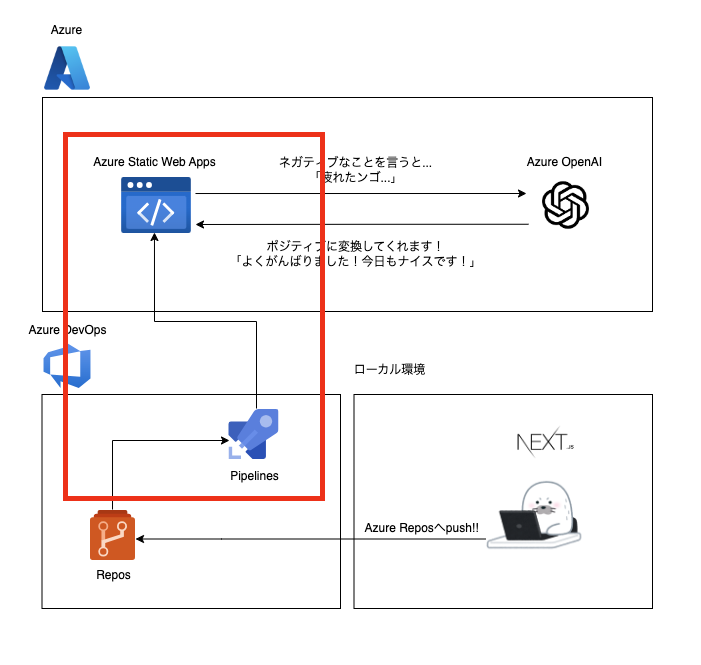 Azure
Azure Static Web Apps
ネガティブなことを言うと...
「疲れたンゴ...」
Azure OpenAI
ポジティブに変換してくれます！
「よくがんばりました！今日もナイスです！」
Azure DevOps
ローカル環境
NEXT.JS
Pipelines
Azure Reposへpush!!
Repos